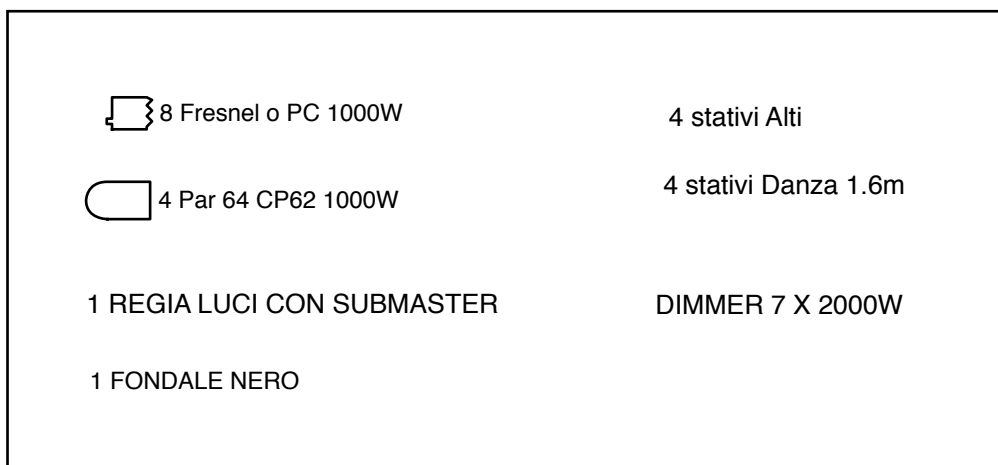 8 Fresnel o PC 1000W
4 stativi Alti
4 Par 64 CP62 1000W
4 stativi Danza 1.6m
1 REGIA LUCI CON SUBMASTER
DIMMER 7 X 2000W
1 FONDALE NERO